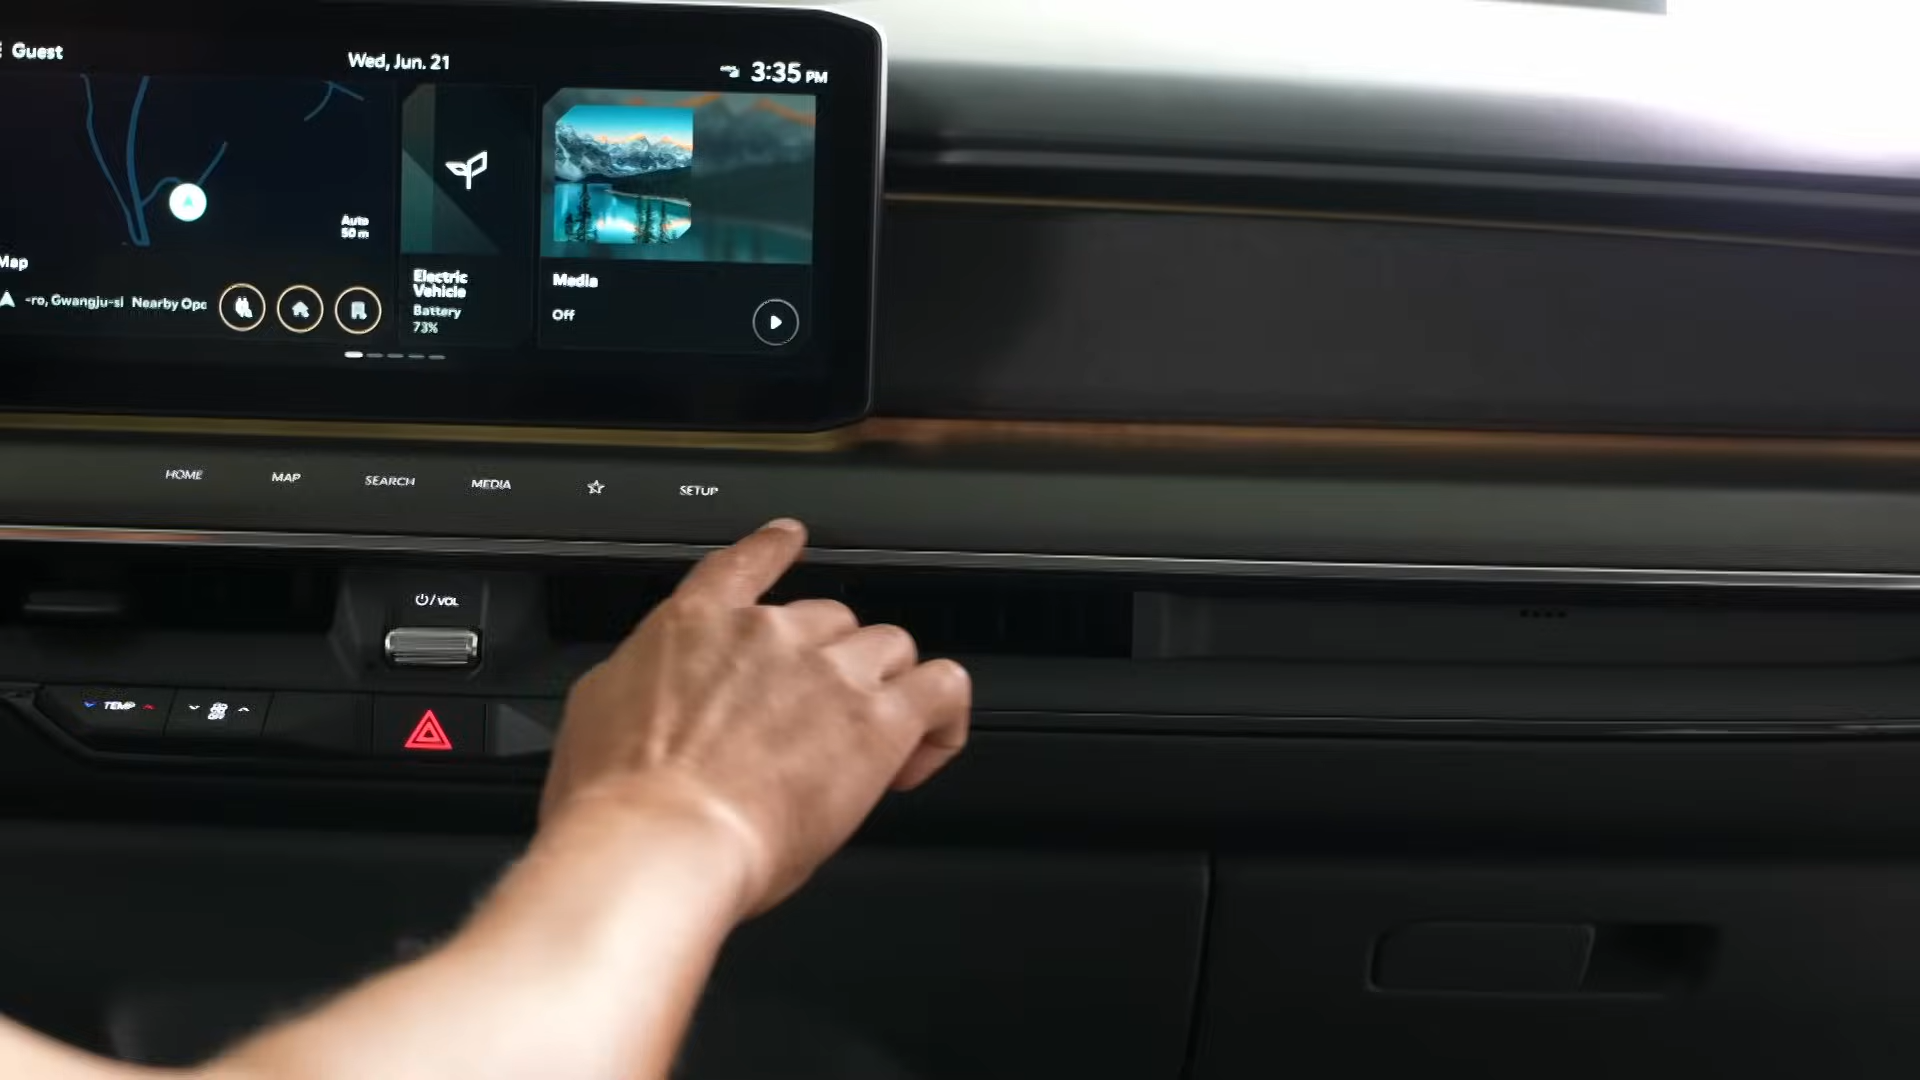 Guest
Wed, Jun. 21
3:35 PM
Auto
50 m
Map
-ro, Gwangju-si Nearby Opc
Electric
Vehicle
Battery
73%
Media
Off
HOME MAP SEARCH MEDIA ☆ SETUP
/VOL
TEMP
OFF